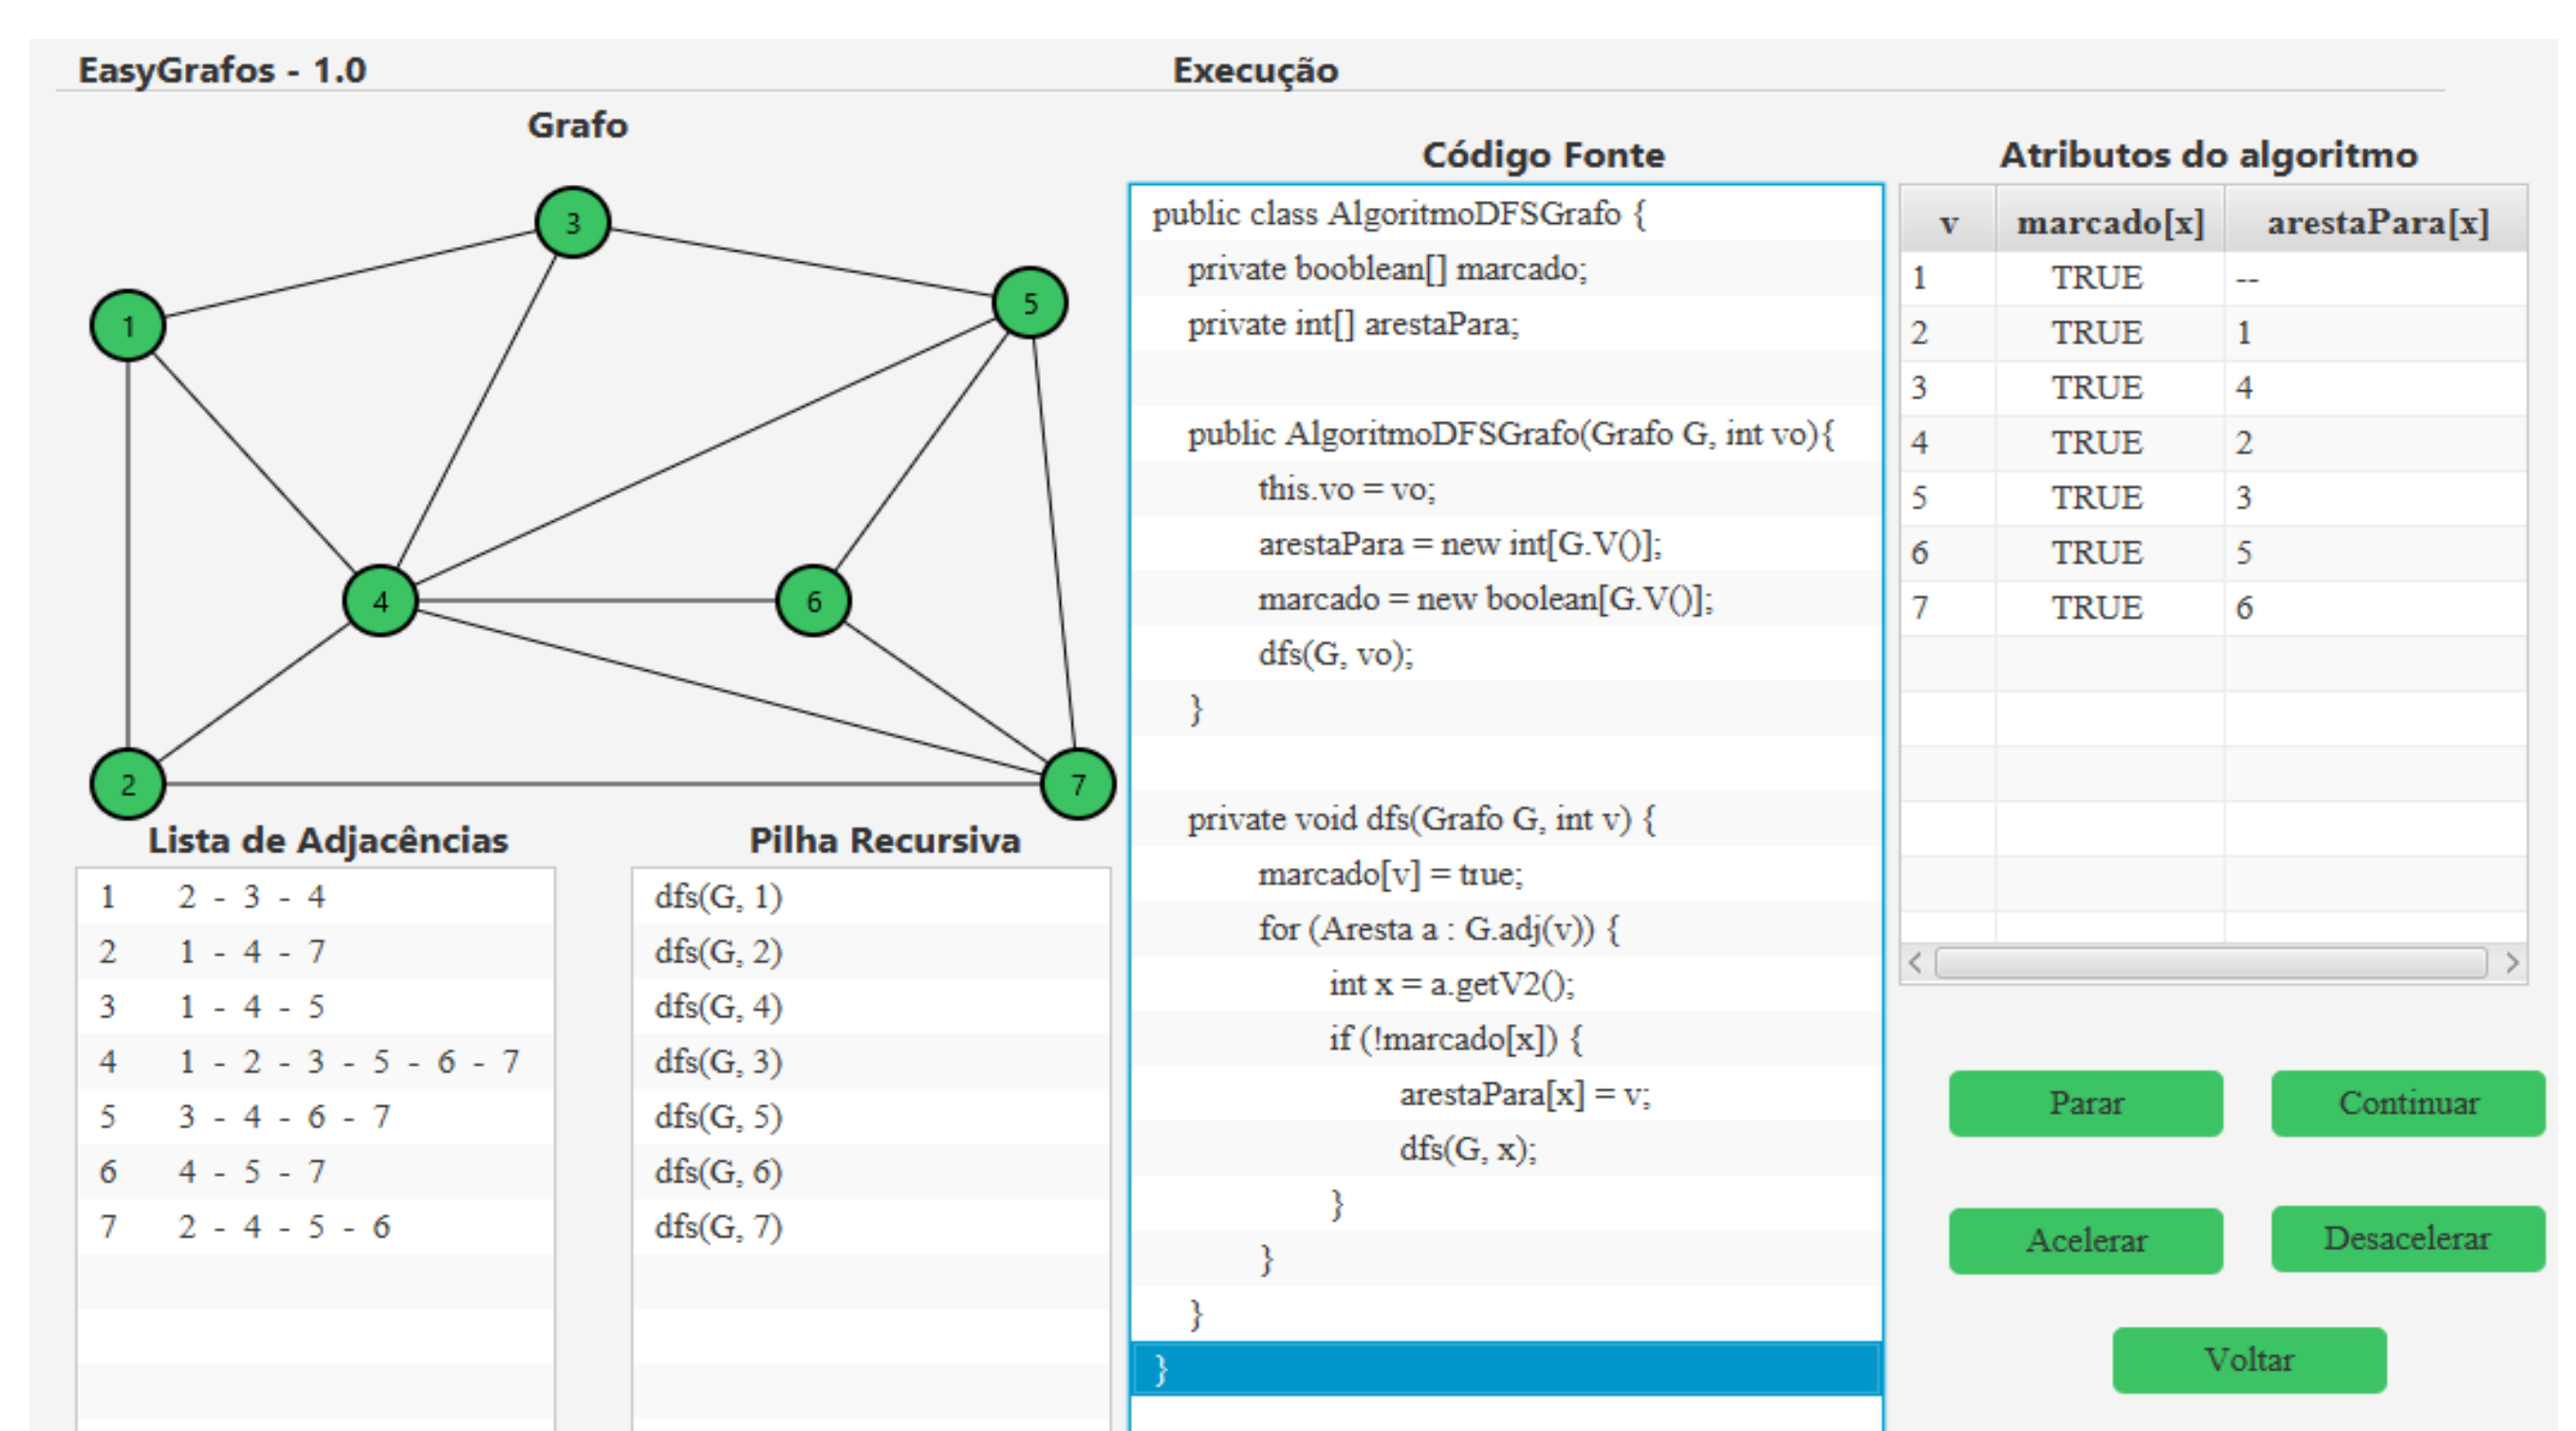 EasyGrafos - 1.0
Execução
Grafo
3
5
1
4
6
2
7
Lista de Adjacências
1 2 - 3 - 4
2 1 - 4 - 7
3 1 - 4 - 5
4 1 - 2 - 3 - 5 - 6 - 7
5 3 - 4 - 6 - 7
6 4 - 5 - 7
7 2 - 4 - 5 - 6
Pilha Recursiva
dfs(G, 1)
dfs(G, 2)
dfs(G, 4)
dfs(G, 3)
dfs(G, 5)
dfs(G, 6)
dfs(G, 7)
Código Fonte
public class AlgoritmoDFSGrafo {
private booblean[] marcado;
private int[] arestaPara;
public AlgoritmoDFSGrafo(Grafo G, int vo){
this.vo = vo;
arestaPara = new int[G.V()];
marcado = new boolean[G.V()];
dfs(G, vo);
}
private void dfs(Grafo G, int v) {
marcado[v] = true;
for (Aresta a : G.adj(v)) {
int x = a.getV2();
if (!marcado[x]) {
arestaPara[x] = v;
dfs(G, x);
}
}
}
}
Atributos do algoritmo
v marcado[x] arestaPara[x]
1 TRUE --
2 TRUE 1
3 TRUE 4
4 TRUE 2
5 TRUE 3
6 TRUE 5
7 TRUE 6
Parar Continuar
Acelerar Desacelerar
Voltar